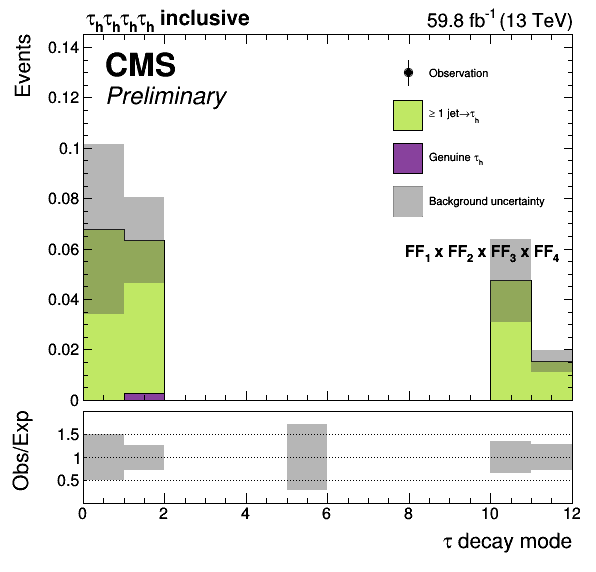 τhτhτhτh inclusive 59.8 fb⁻¹ (13 TeV)
Events
0.14
0.12
0.1
0.08
0.06
0.04
0.02
0
CMS
Preliminary
Observation
≥ 1 jet→τh
Genuine τh
Background uncertainty
FF₁ x FF₂ x FF₃ x FF₄
Obs/Exp
1.5
1
0.5
0 2 4 6 8 10 12
τ decay mode